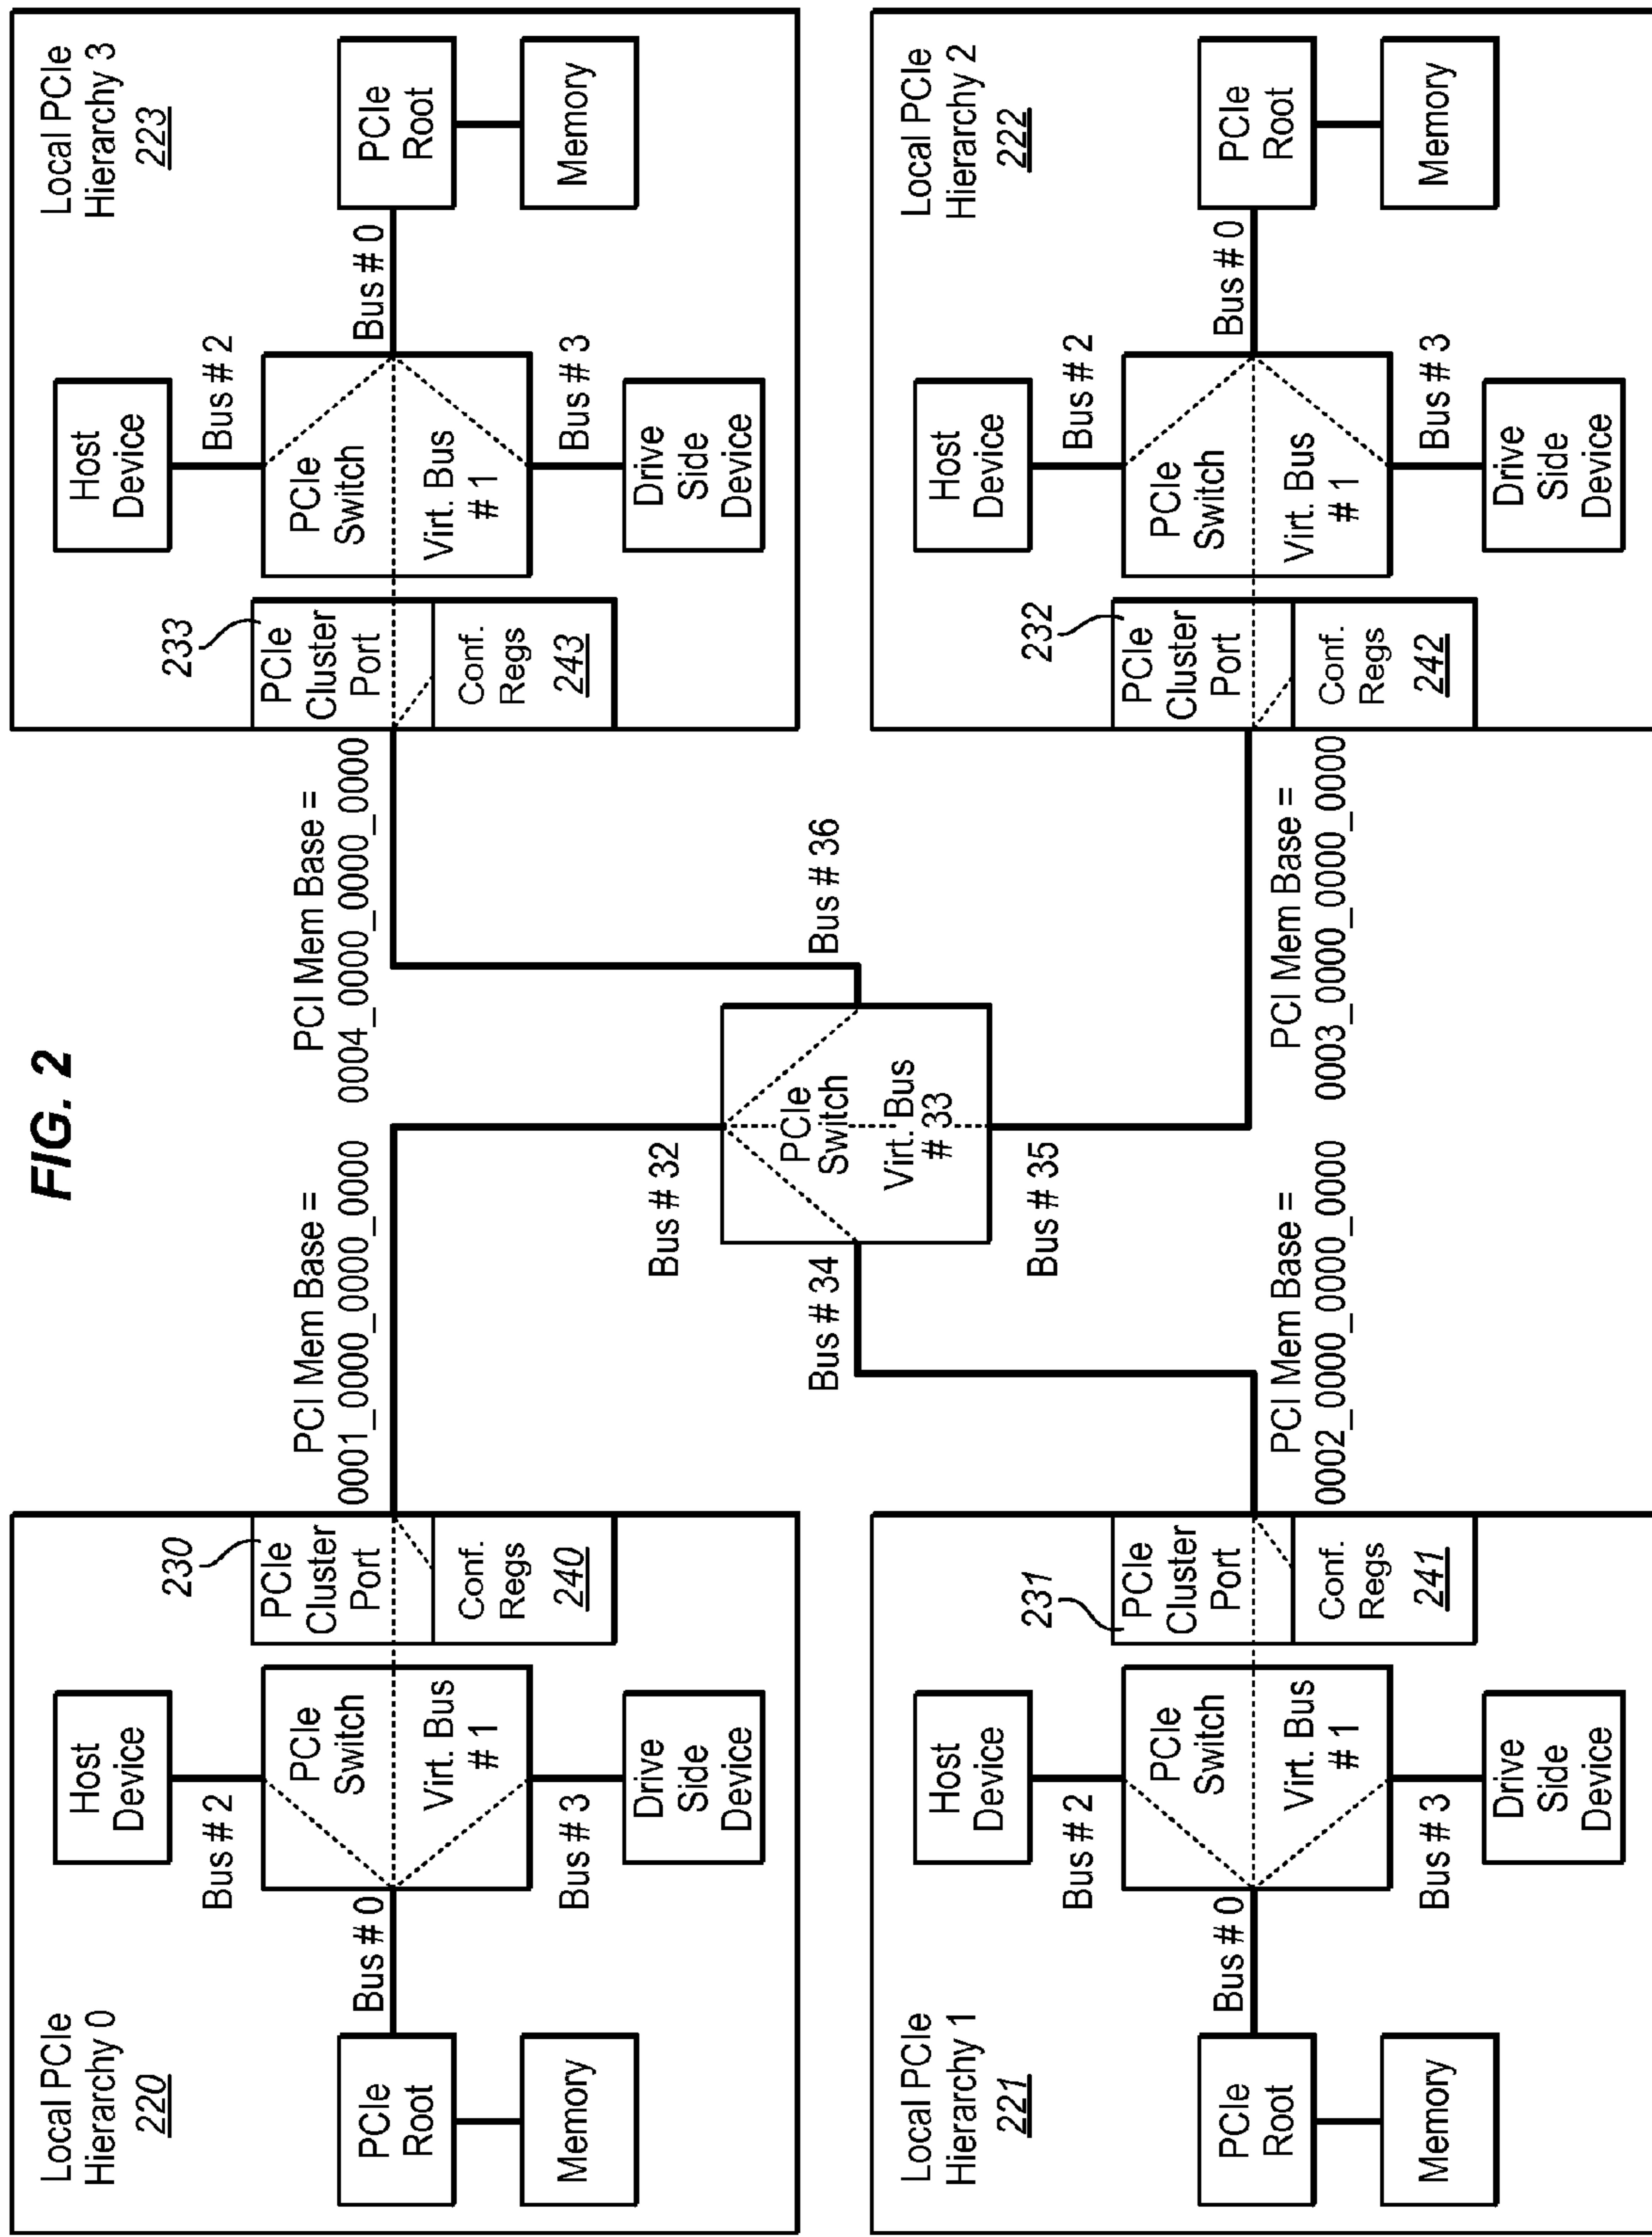 FIG. 2
Local PCIe
Hierarchy 0
220
PCIe
Root
Memory
Bus # 0
Host
Device
Bus # 2
PCIe
Switch
Virt. Bus
# 1
Bus # 3
Drive
Side
Device
230
PCIe
Cluster
Port
Conf.
Regs
240
PCI Mem Base =
0001_0000_0000_0000
PCI Mem Base =
0004_0000_0000_0000
Local PCIe
Hierarchy 3
223
PCIe
Root
Memory
Bus # 0
Host
Device
Bus # 2
PCIe
Switch
Virt. Bus
# 1
Bus # 3
Drive
Side
Device
233
PCIe
Cluster
Port
Conf.
Regs
243
Bus # 32
Bus # 34
PCIe
Switch
Virt. Bus
# 33
Bus # 36
Bus # 35
Local PCIe
Hierarchy 1
221
PCIe
Root
Memory
Bus # 0
Host
Device
Bus # 2
PCIe
Switch
Virt. Bus
# 1
Bus # 3
Drive
Side
Device
231
PCIe
Cluster
Port
Conf.
Regs
241
PCI Mem Base =
0002_0000_0000_0000
PCI Mem Base =
0003_0000_0000_0000
Local PCIe
Hierarchy 2
222
PCIe
Root
Memory
Bus # 0
Host
Device
Bus # 2
PCIe
Switch
Virt. Bus
# 1
Bus # 3
Drive
Side
Device
232
PCIe
Cluster
Port
Conf.
Regs
242